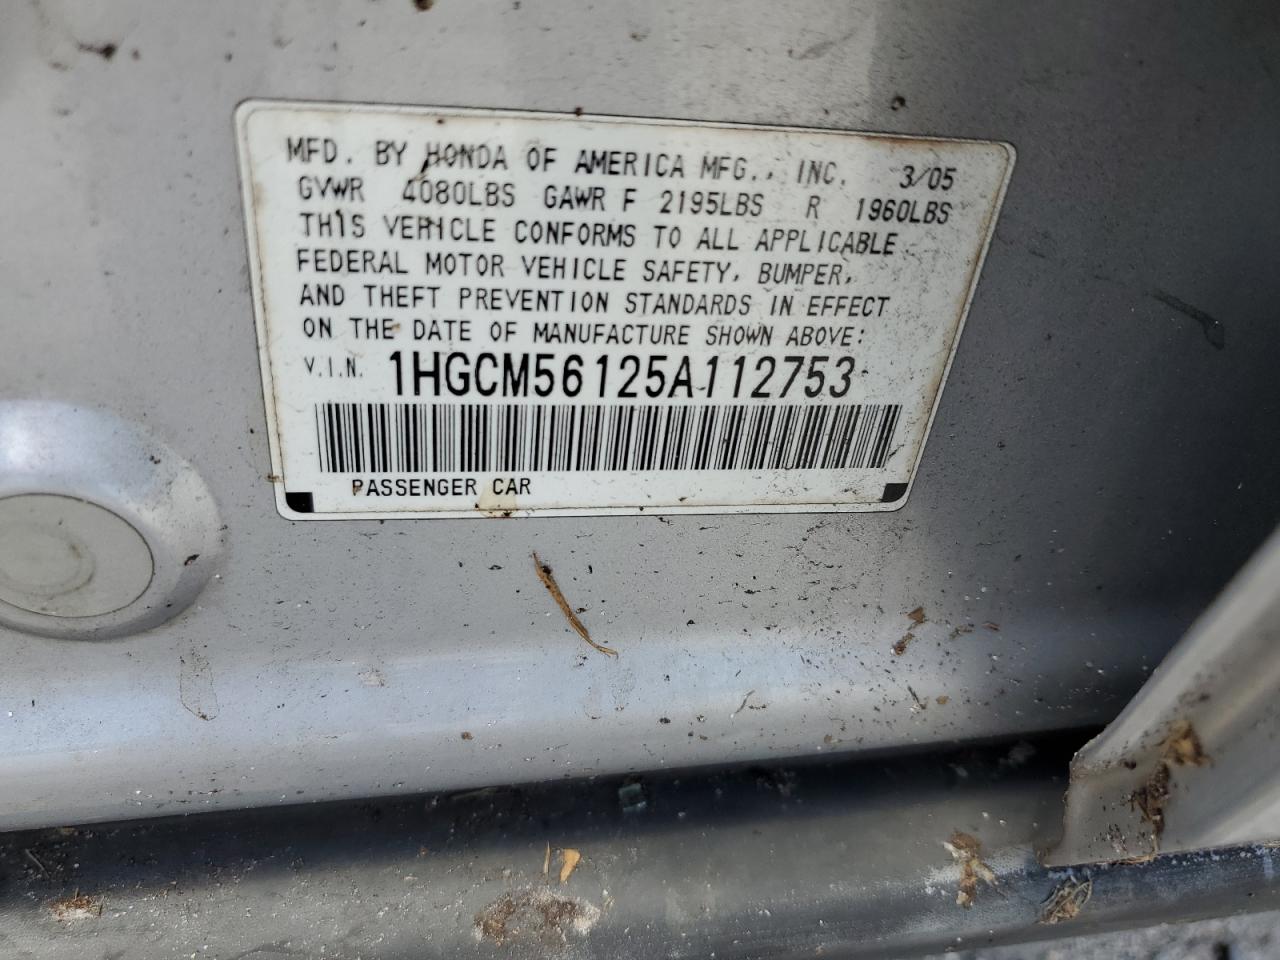 MFD. BY HONDA OF AMERICA MFG., INC. 3/05
GVWR 4080LBS GAWR F 2195LBS R 1960LBS
THIS VEHICLE CONFORMS TO ALL APPLICABLE
FEDERAL MOTOR VEHICLE SAFETY, BUMPER,
AND THEFT PREVENTION STANDARDS IN EFFECT
ON THE DATE OF MANUFACTURE SHOWN ABOVE:
V.I.N. 1HGCM56125A112753
PASSENGER CAR